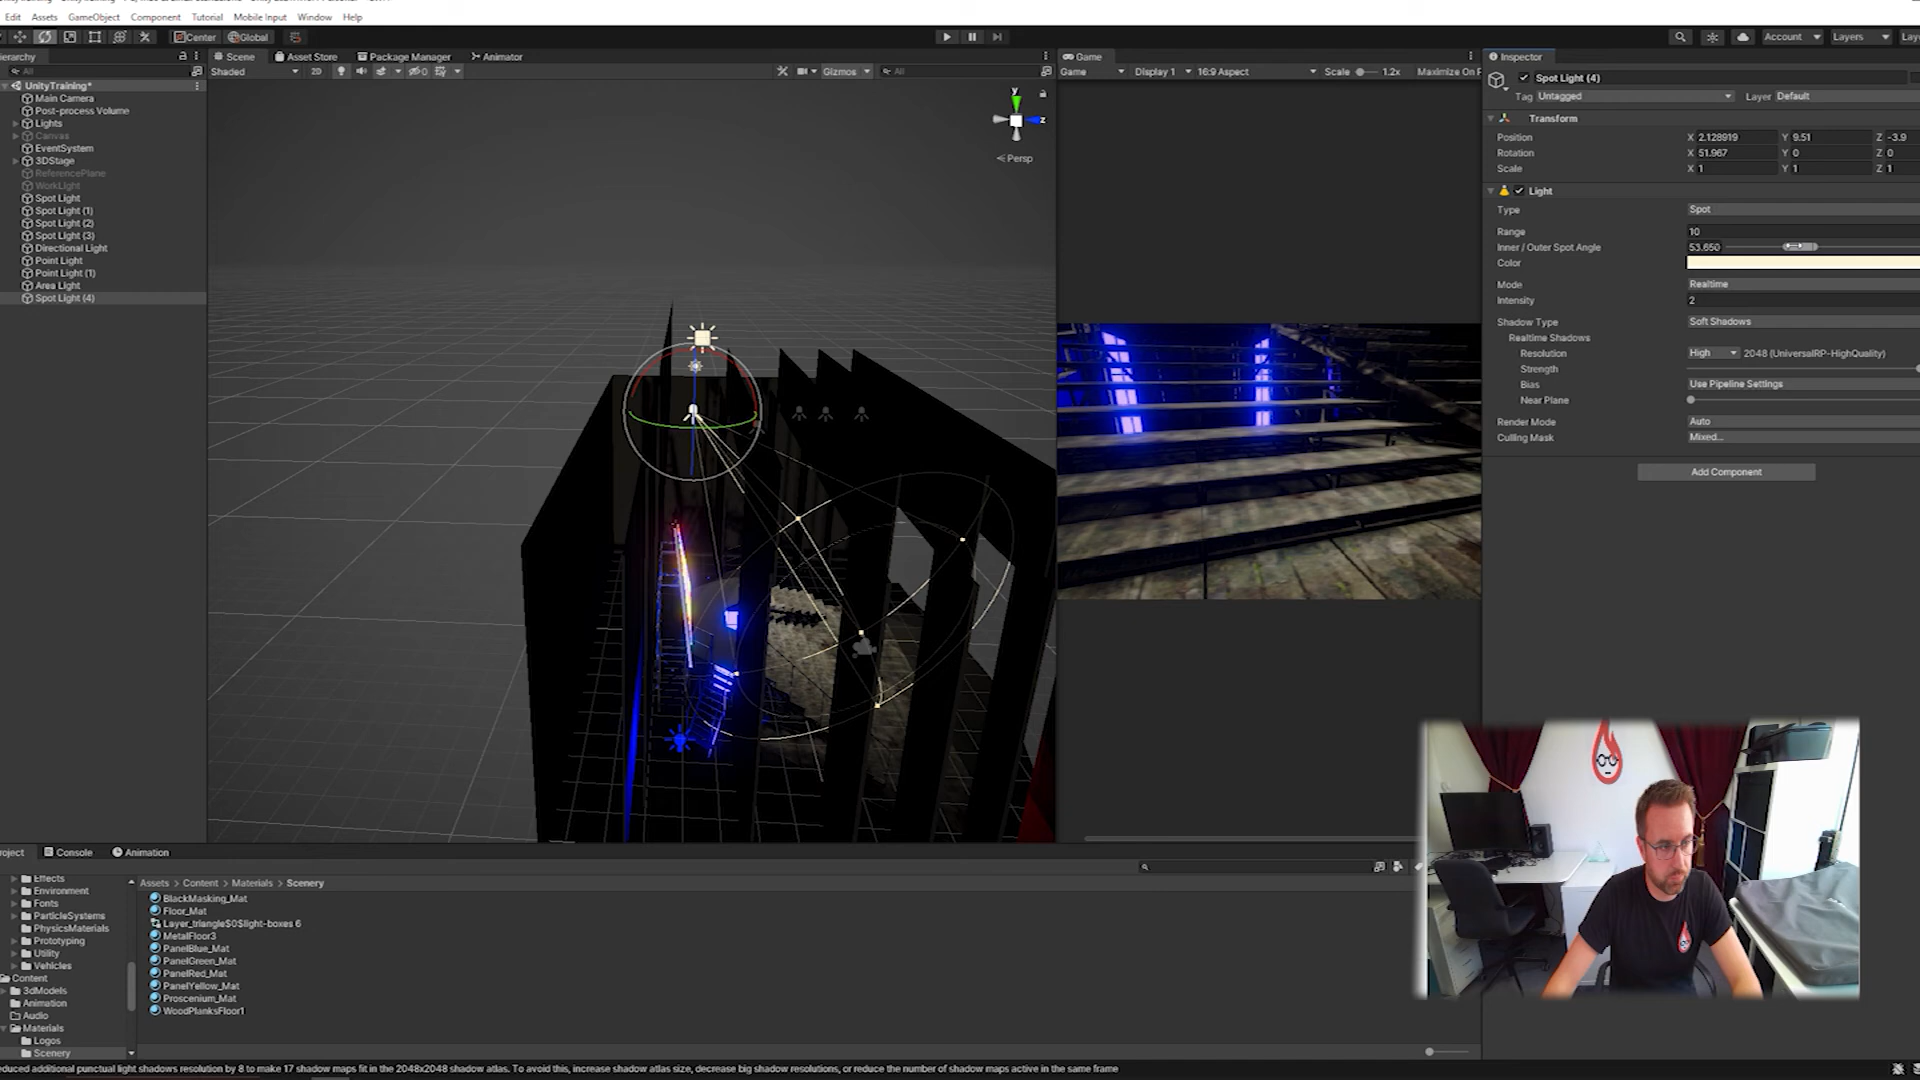 Edit Assets GameObject Component Tutorial Mobile Input Window Help
Center Global
Account Layers
Hierarchy Scene Asset Store Package Manager Animator Game Inspector
All
Shaded 2D Gizmos All
Game Display 1 16:9 Aspect Scale 1.2x Maximize On P
UnityTraining*
Main Camera
Post-process Volume
Lights
Canvas
EventSystem
3DStage
ReferencePlane
WorkLight
Spot Light
Spot Light (1)
Spot Light (2)
Spot Light (3)
Directional Light
Point Light
Point Light (1)
Area Light
Spot Light (4)
y
z
Persp
Spot Light (4)
Tag Untagged Layer Default
Transform
Position X 2.128919 Y 9.51 Z -3.9
Rotation X 51.967 Y 0 Z 0
Scale X 1 Y 1 Z 1
Light
Type Spot
Range 10
Inner / Outer Spot Angle 53.650
Color
Mode Realtime
Intensity 2
Shadow Type Soft Shadows
Realtime Shadows
Resolution High 2048 (UniversalRP-HighQuality)
Strength
Bias Use Pipeline Settings
Near Plane
Render Mode Auto
Culling Mask Mixed...
Add Component
roject Console Animation
Effects
Environment
Fonts
ParticleSystems
PhysicsMaterials
Prototyping
Utility
Vehicles
Content
3dModels
Animation
Audio
Materials
Logos
Scenery
Assets > Content > Materials > Scenery
BlackMasking_Mat
Floor_Mat
Layer_triangle$0$light-boxes 6
MetalFloor3
PanelBlue_Mat
PanelGreen_Mat
PanelRed_Mat
PanelYellow_Mat
Proscenium_Mat
WoodPlanksFloor1
educed additional punctual light shadows resolution by 8 to make 17 shadow maps fit in the 2048x2048 shadow atlas. To avoid this, increase shadow atlas size, decrease big shadow resolutions, or reduce the number of shadow maps active in the same frame